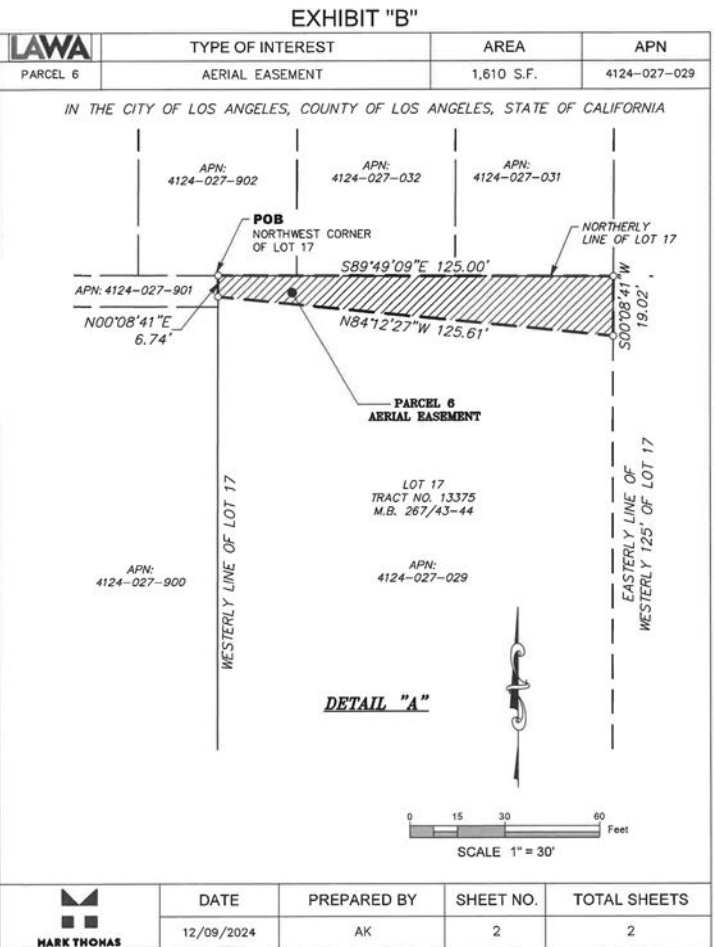 EXHIBIT "B"
LAWA
TYPE OF INTEREST
AREA
APN
PARCEL 6
AERIAL EASEMENT
1,610 S.F.
4124-027-029
IN THE CITY OF LOS ANGELES, COUNTY OF LOS ANGELES, STATE OF CALIFORNIA
APN:
4124-027-902
APN:
4124-027-032
APN:
4124-027-031
POB
NORTHWEST CORNER
OF LOT 17
NORTHERLY
LINE OF LOT 17
S89°49'09"E 125.00'
APN: 4124-027-901
N00°08'41"E
6.74'
N84°12'27"W 125.61'
S00°08'41"W
19.02'
PARCEL 6
AERIAL EASEMENT
WESTERLY LINE OF LOT 17
LOT 17
TRACT NO. 13375
M.B. 267/43-44
EASTERLY LINE OF
WESTERLY 125' OF LOT 17
APN:
4124-027-900
APN:
4124-027-029
DETAIL "A"
0 15 30 60
Feet
SCALE 1" = 30'
MARK THOMAS
DATE
PREPARED BY
SHEET NO.
TOTAL SHEETS
12/09/2024
AK
2
2